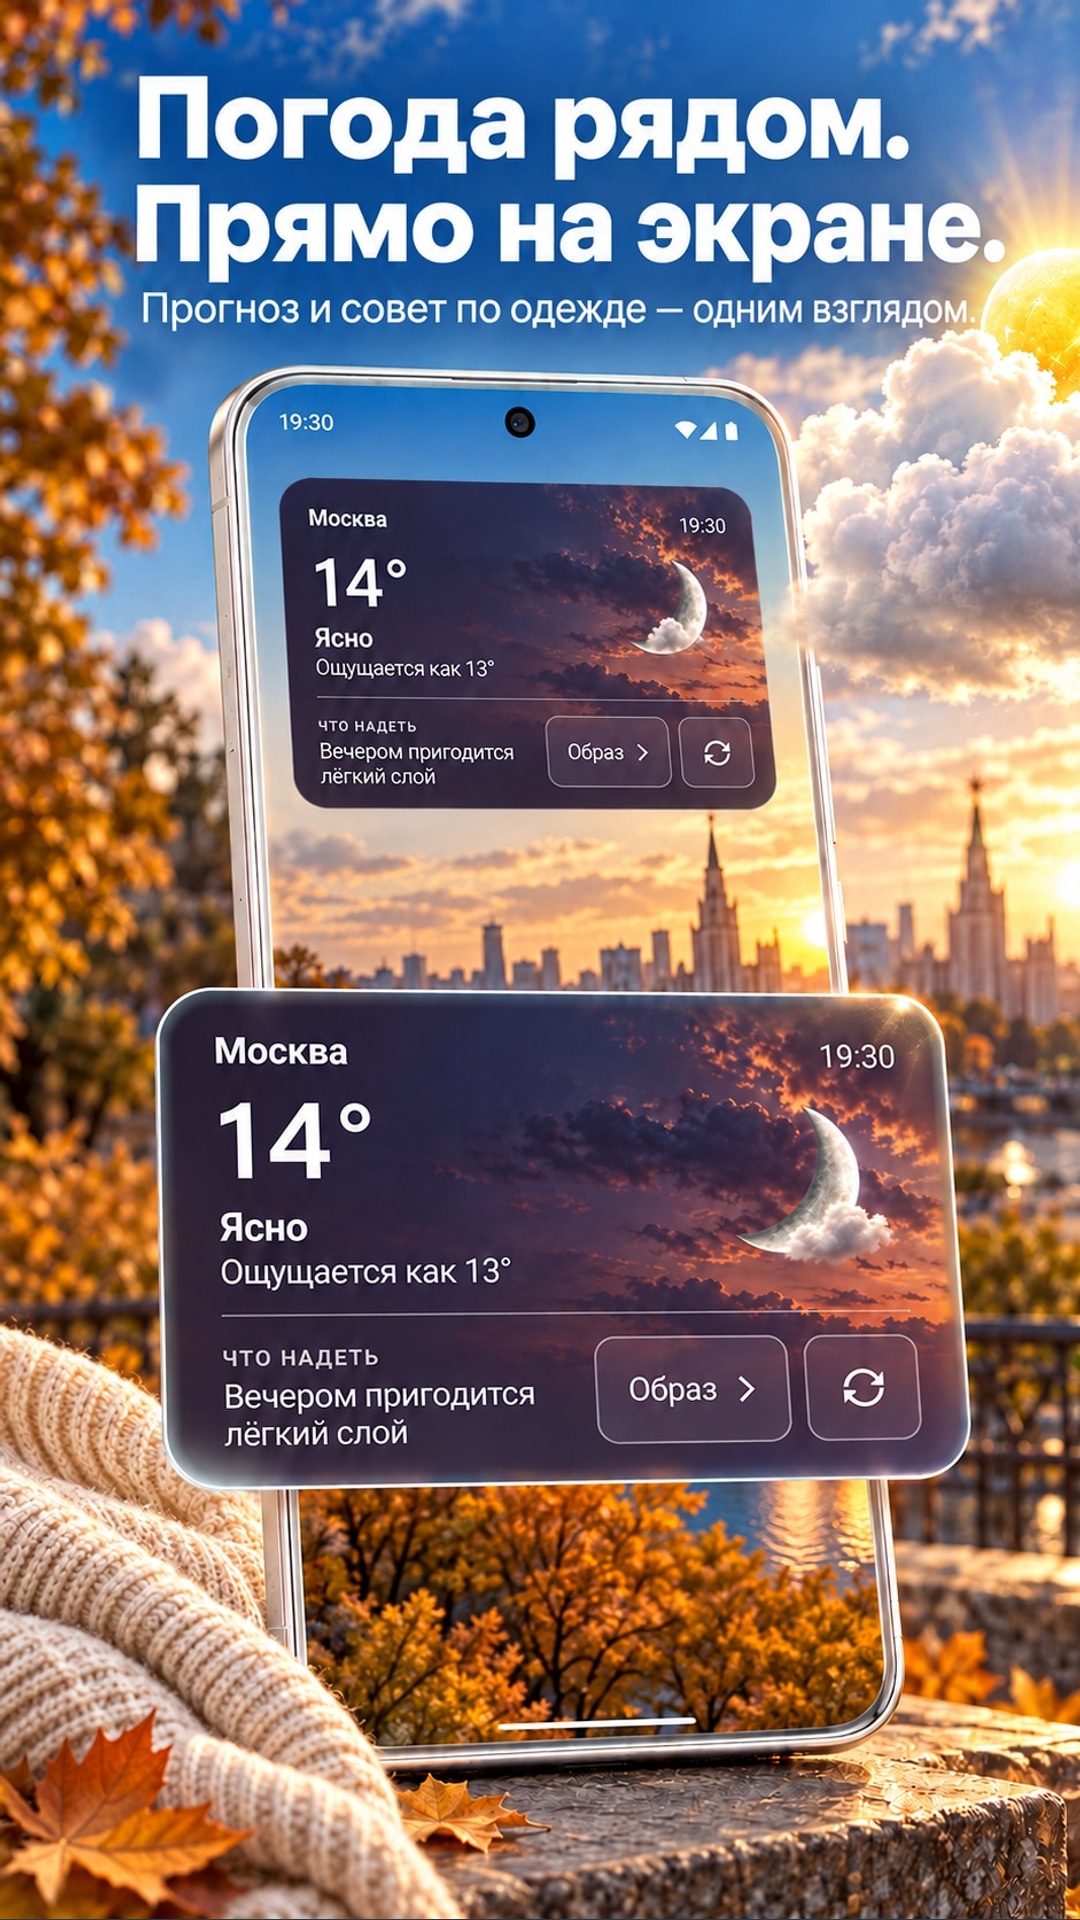 Погода рядом.
Прямо на экране.
Прогноз и совет по одежде — одним взглядом.
19:30
Москва
19:30
14°
Ясно
Ощущается как 13°
ЧТО НАДЕТЬ
Вечером пригодится
лёгкий слой
Образ
Москва
19:30
14°
Ясно
Ощущается как 13°
ЧТО НАДЕТЬ
Вечером пригодится
лёгкий слой
Образ